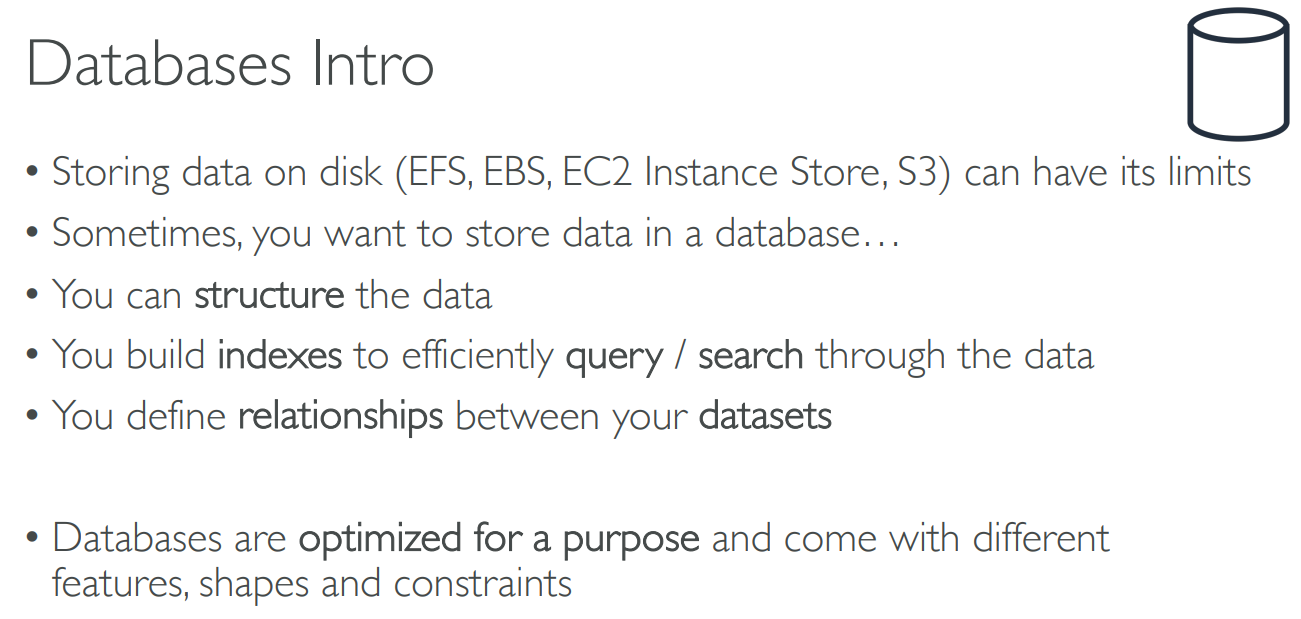 Databases Intro
• Storing data on disk (EFS, EBS, EC2 Instance Store, S3) can have its limits
• Sometimes, you want to store data in a database…
• You can structure the data
• You build indexes to efficiently query / search through the data
• You define relationships between your datasets
• Databases are optimized for a purpose and come with different
features, shapes and constraints